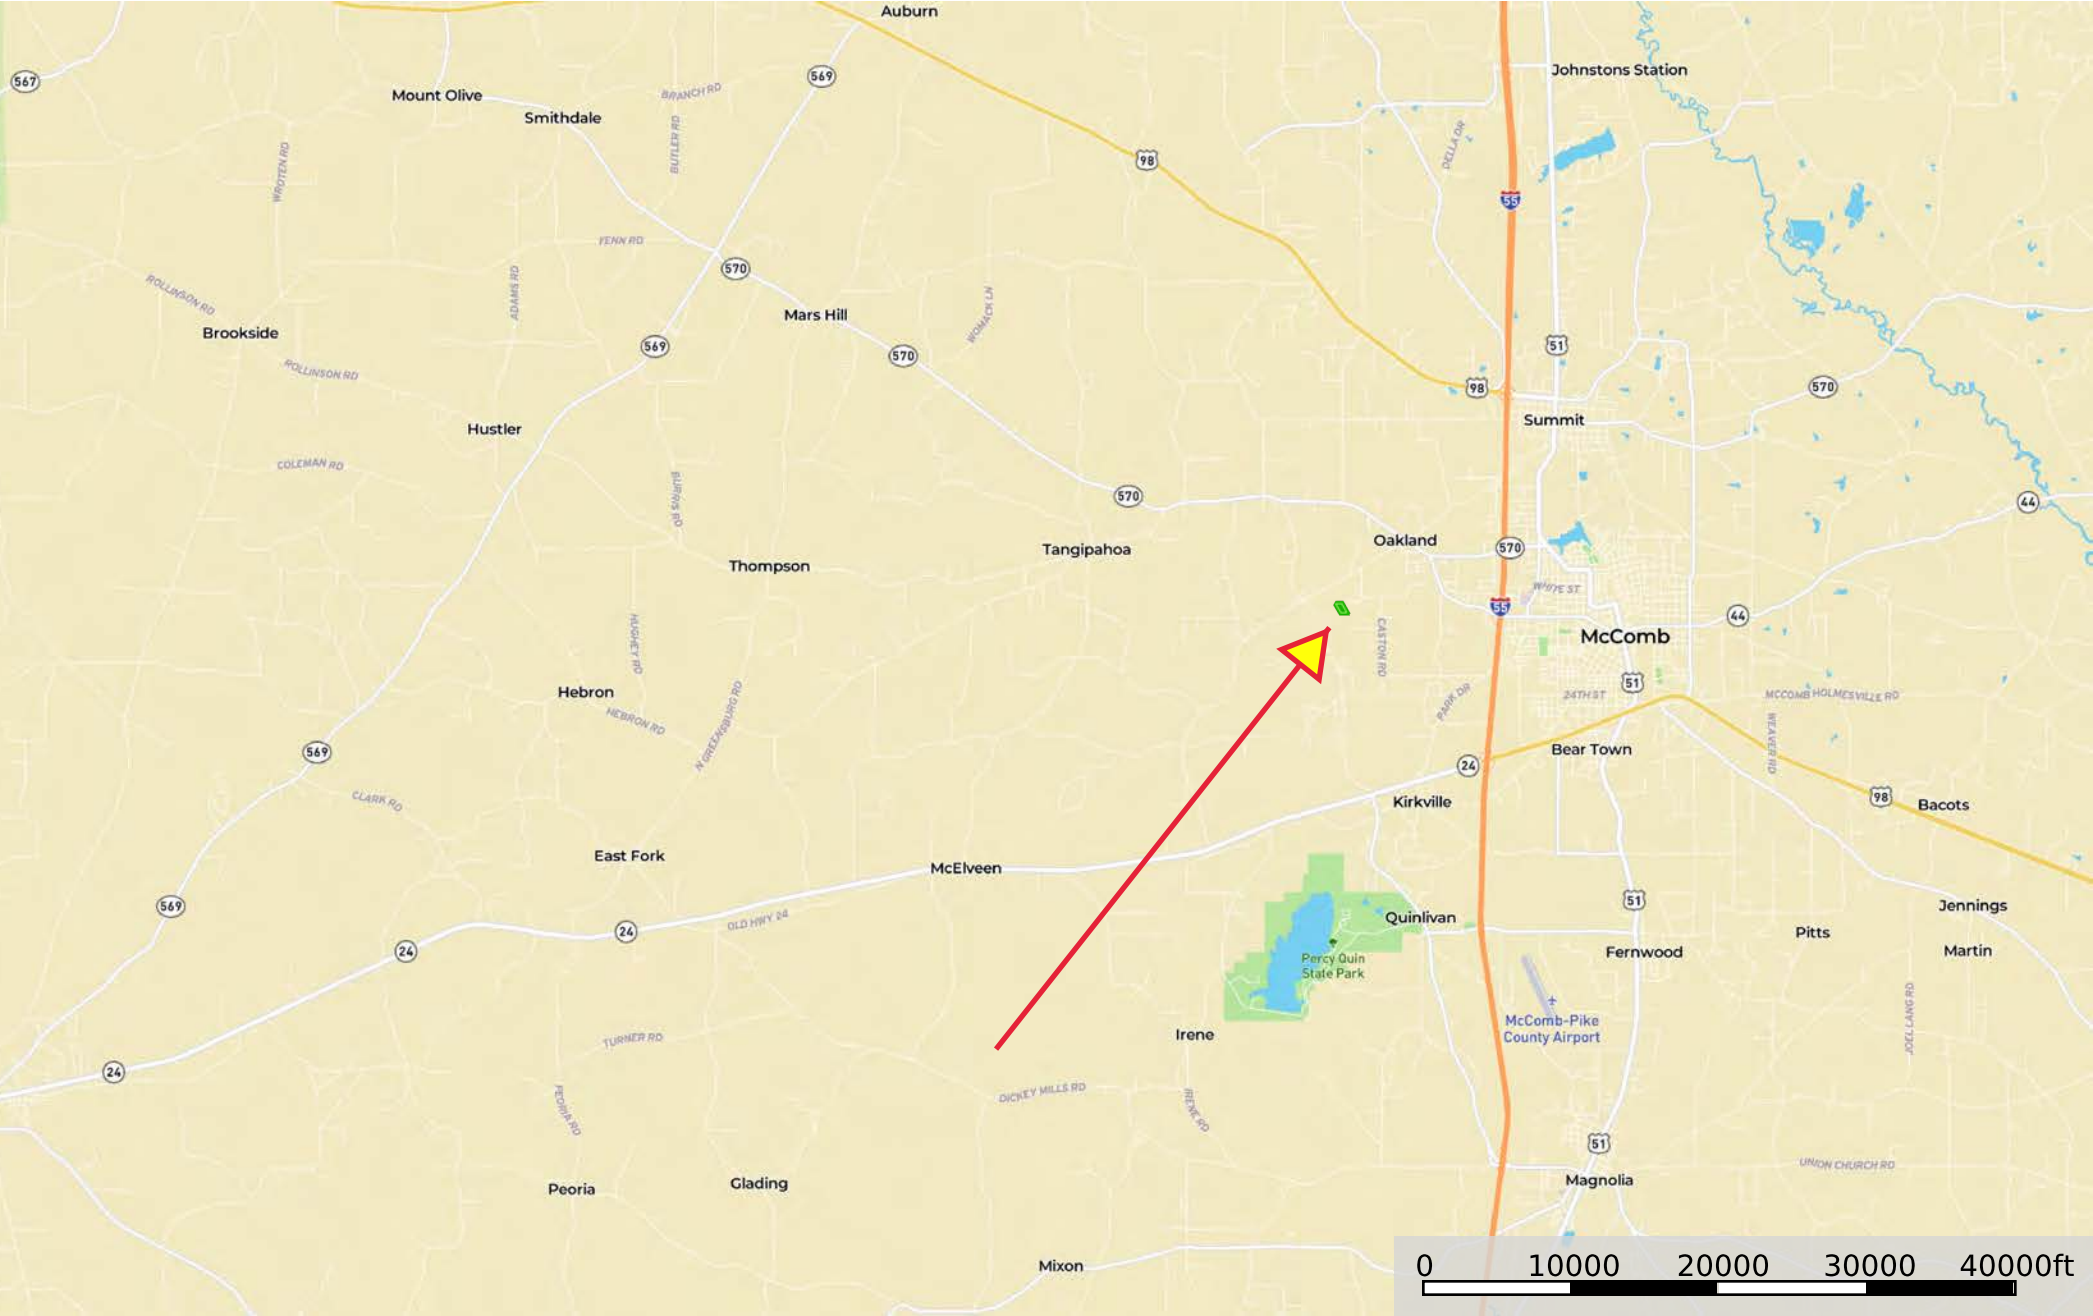 Auburn
567
569
Johnstons Station
Mount Olive
BRANCH RD
Smithdale
BUTLER RD
DELLA DR
98
WROTEN RD
55
FENN RD
570
ROLLINSON RD
ADAMS RD
Mars Hill
WOMACK LN
Brookside
569
570
51
ROLLINSON RD
98
570
Summit
Hustler
COLEMAN RD
BURRIS RD
570
44
Tangipahoa
Oakland
570
Thompson
WHITE ST
55
44
HUGHEY RD
CASTON RD
McComb
Hebron
HEBRON RD
N GREENSBURG RD
PARK DR
51
24TH ST
MCCOMB HOLMESVILLE RD
WEAVER RD
569
Bear Town
24
CLARK RD
Kirkville
98
Bacots
East Fork
McElveen
569
51
Jennings
OLD HWY 24
Quinlivan
24
24
Pitts
Fernwood
Martin
Percy Quin
State Park
JOEL LANG RD
McComb-Pike
County Airport
Irene
TURNER RD
24
DICKEY MILLS RD
PEORIA RD
IRENE RD
51
UNION CHURCH RD
Magnolia
Peoria
Glading
Mixon
0 10000 20000 30000 40000ft